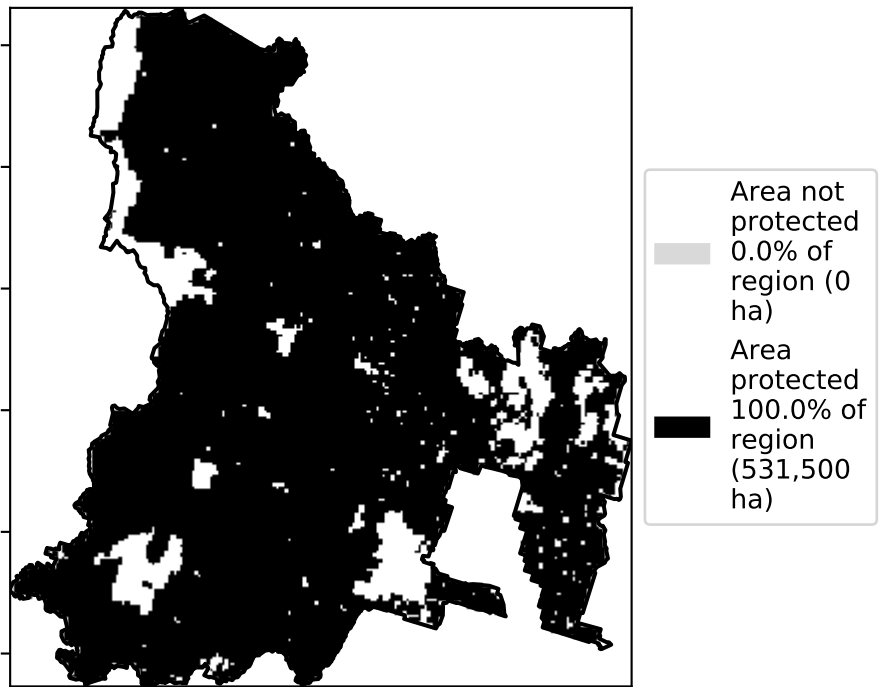 Area not
protected
0.0% of
region (0
ha)
Area
protected
100.0% of
region
(531,500
ha)